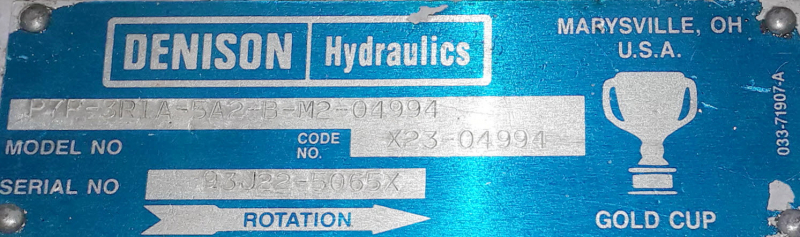 DENISON Hydraulics
MARYSVILLE, OH
U.S.A.
P7P-3R1A-5A2-B-M2-04994
MODEL NO
CODE NO.
X23-04994
SERIAL NO
93J22-5065X
ROTATION
GOLD CUP
033-71907-A